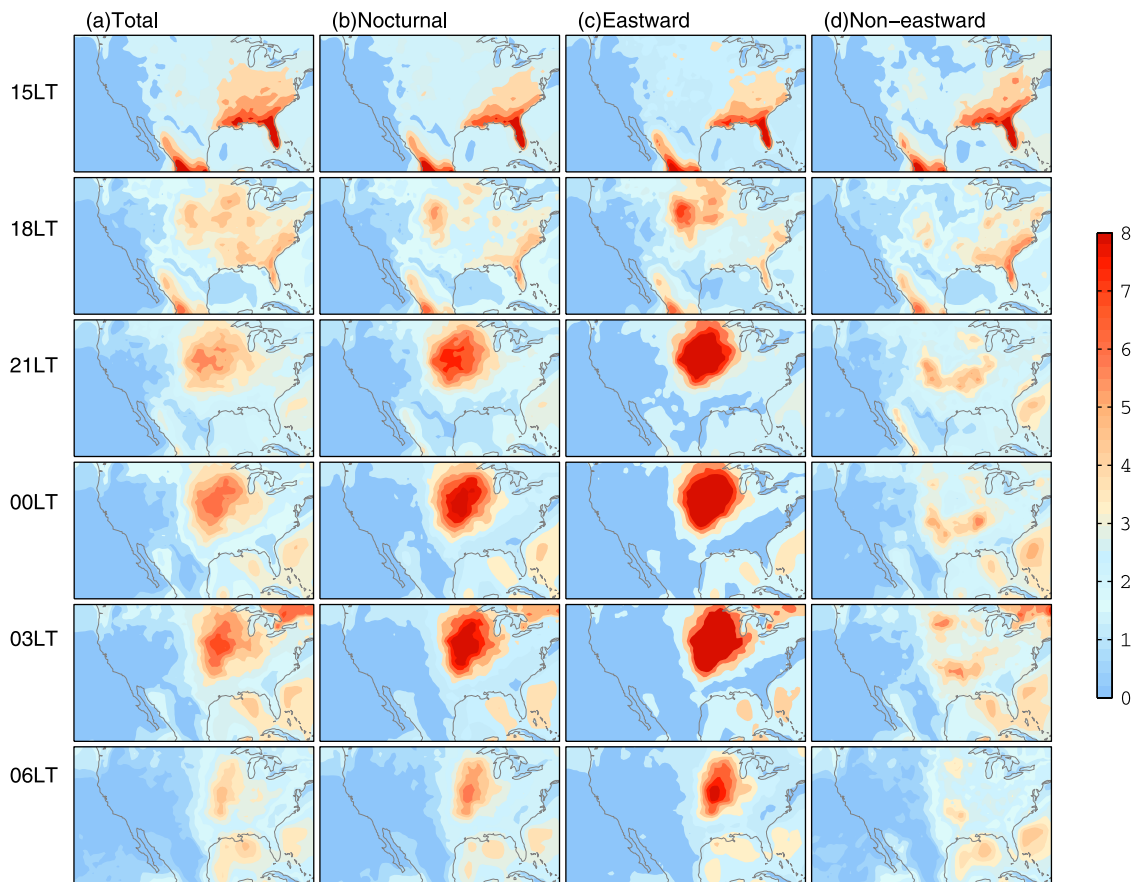 (a)Total (b)Nocturnal (c)Eastward (d)Non−eastward
15LT
18LT
21LT
00LT
03LT
06LT
8
7
6
5
4
3
2
1
0